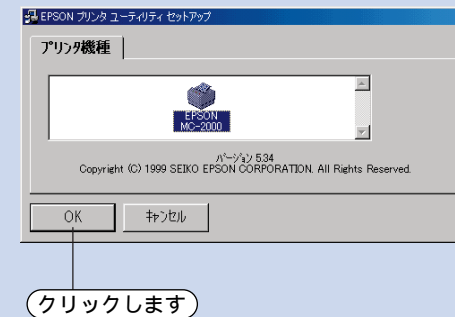 EPSON プリンタ ユーティリティ セットアップ
プリンタ機種
EPSON
MC-2000
バージョン 5.34
Copyright (C) 1999 SEIKO EPSON CORPORATION. All Rights Reserved.
OK キャンセル
クリックします